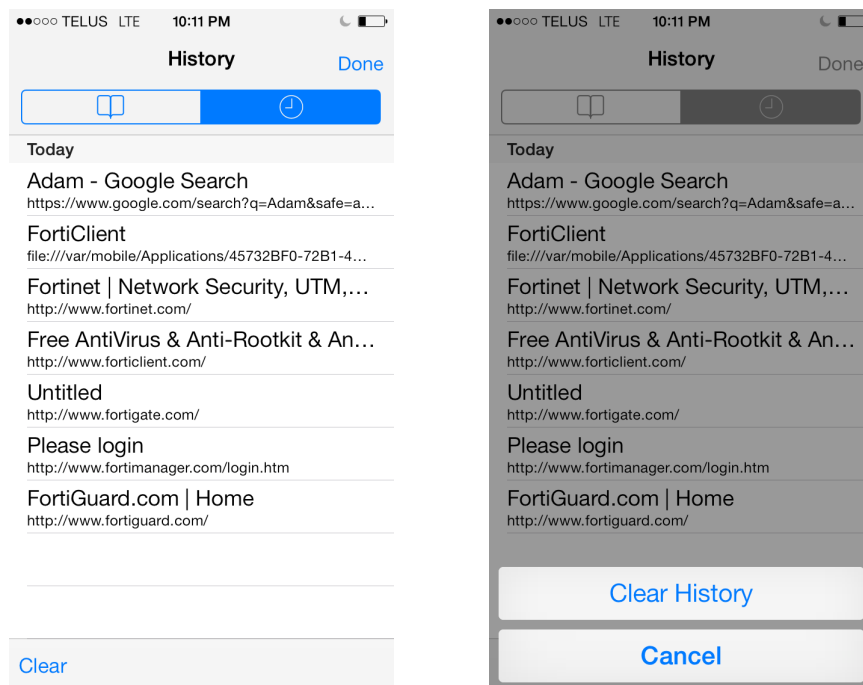 TELUS LTE 10:11 PM
History
Done
Today
Adam - Google Search
https://www.google.com/search?q=Adam&safe=a...
FortiClient
file:///var/mobile/Applications/45732BF0-72B1-4...
Fortinet | Network Security, UTM,...
http://www.fortinet.com/
Free AntiVirus & Anti-Rootkit & An...
http://www.forticlient.com/
Untitled
http://www.fortigate.com/
Please login
http://www.fortimanager.com/login.htm
FortiGuard.com | Home
http://www.fortiguard.com/
Clear
TELUS LTE 10:11 PM
History
Done
Today
Adam - Google Search
https://www.google.com/search?q=Adam&safe=a...
FortiClient
file:///var/mobile/Applications/45732BF0-72B1-4...
Fortinet | Network Security, UTM,...
http://www.fortinet.com/
Free AntiVirus & Anti-Rootkit & An...
http://www.forticlient.com/
Untitled
http://www.fortigate.com/
Please login
http://www.fortimanager.com/login.htm
FortiGuard.com | Home
http://www.fortiguard.com/
Clear History
Cancel